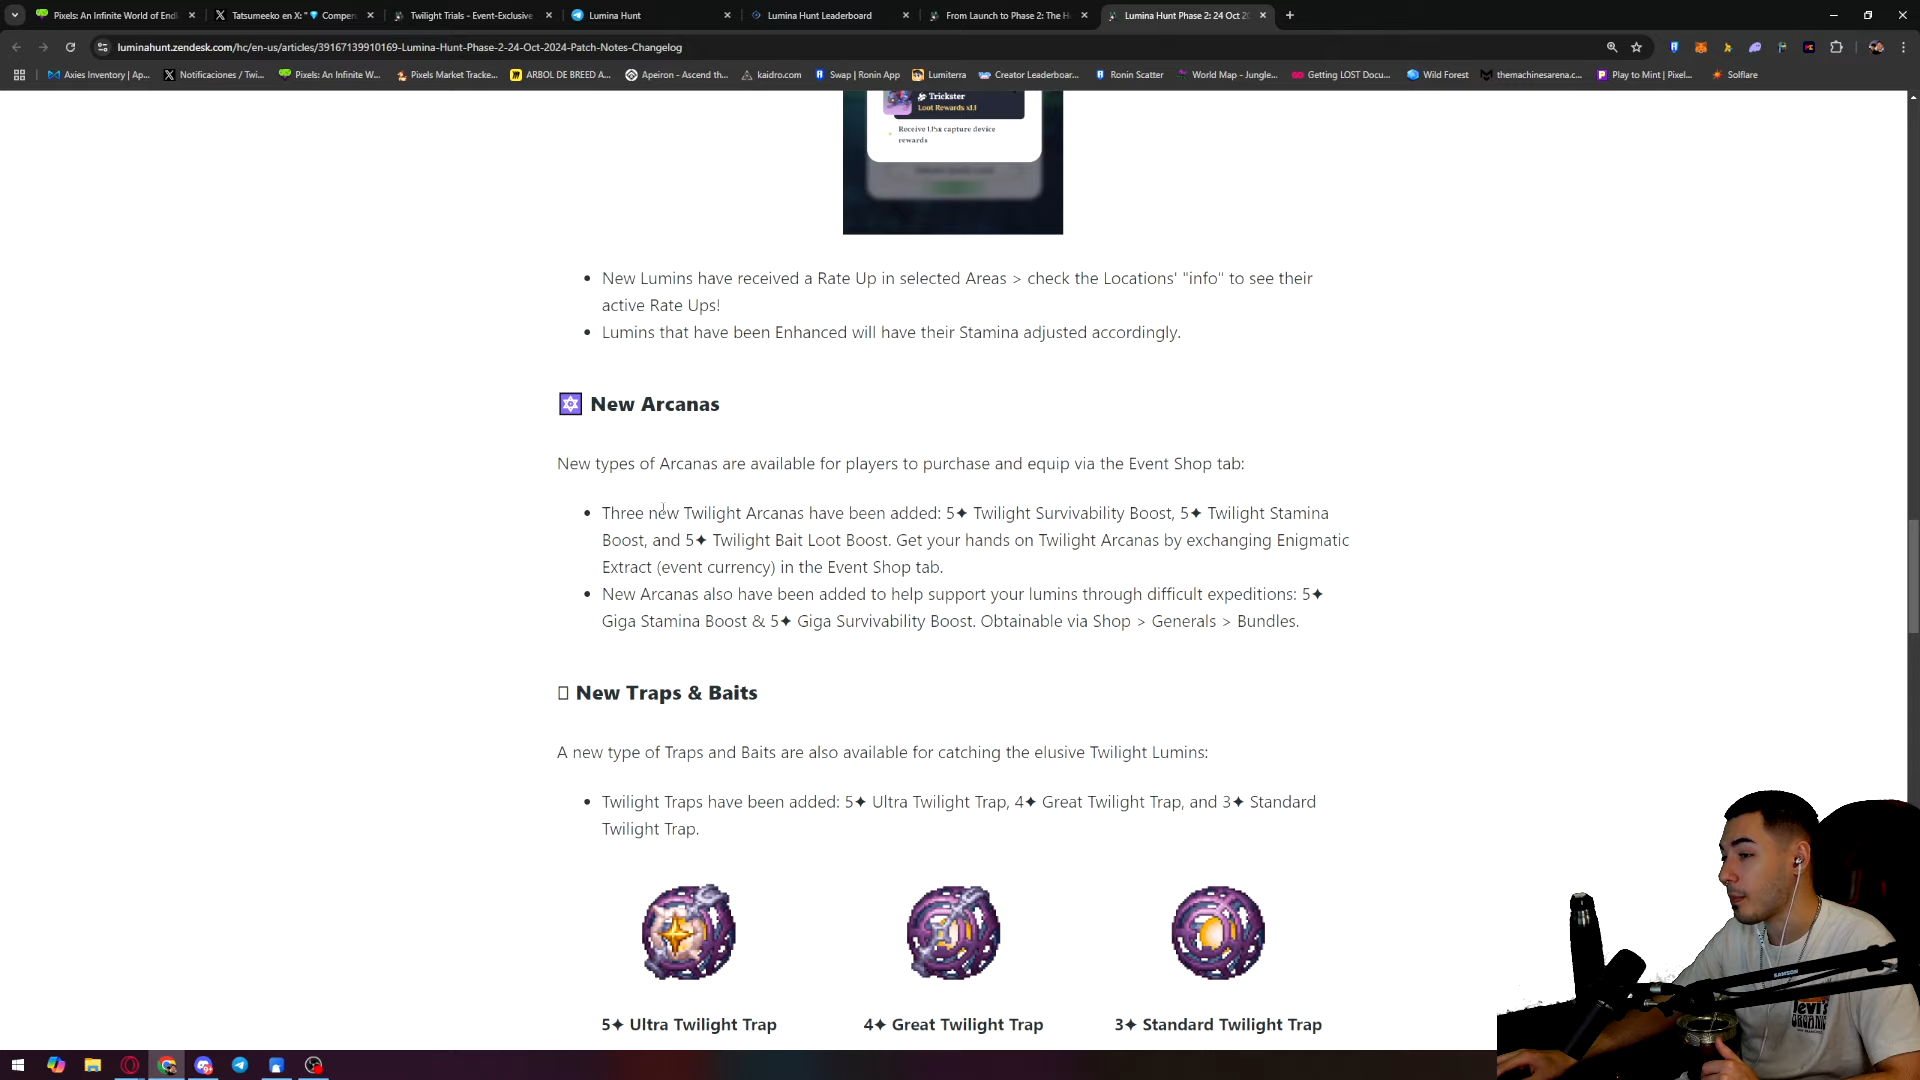 Pixels: An Infinite World of Endl
Tatsumeeko en X: "💎 Comper
Twilight Trials - Event-Exclusive
Lumina Hunt
Lumina Hunt Leaderboard
From Launch to Phase 2: The H
Lumina Hunt Phase 2: 24 Oct 20
luminahunt.zendesk.com/hc/en-us/articles/39167139910169-Lumina-Hunt-Phase-2-24-Oct-2024-Patch-Notes-Changelog
Axies Inventory | Ap...
Notificaciones / Twi...
Pixels: An Infinite W...
Pixels Market Tracke...
ARBOL DE BREED A...
Apeiron - Ascend th...
kaidro.com
Swap | Ronin App
Lumiterra
Creator Leaderboar...
Ronin Scatter
World Map - Jungle...
Getting LOST Docu...
Wild Forest
themachinesarena.c...
Play to Mint | Pixel...
Solflare
Trickster
Loot Rewards x1.1
Receive 1.15x capture device
rewards
• New Lumins have received a Rate Up in selected Areas > check the Locations' "info" to see their
active Rate Ups!
• Lumins that have been Enhanced will have their Stamina adjusted accordingly.
🔯 New Arcanas
New types of Arcanas are available for players to purchase and equip via the Event Shop tab:
• Three new Twilight Arcanas have been added: 5✦ Twilight Survivability Boost, 5✦ Twilight Stamina
Boost, and 5✦ Twilight Bait Loot Boost. Get your hands on Twilight Arcanas by exchanging Enigmatic
Extract (event currency) in the Event Shop tab.
• New Arcanas also have been added to help support your lumins through difficult expeditions: 5✦
Giga Stamina Boost & 5✦ Giga Survivability Boost. Obtainable via Shop > Generals > Bundles.
New Traps & Baits
A new type of Traps and Baits are also available for catching the elusive Twilight Lumins:
• Twilight Traps have been added: 5✦ Ultra Twilight Trap, 4✦ Great Twilight Trap, and 3✦ Standard
Twilight Trap.
5✦ Ultra Twilight Trap
4✦ Great Twilight Trap
3✦ Standard Twilight Trap
SAMSON
Levi's
ORGANIC